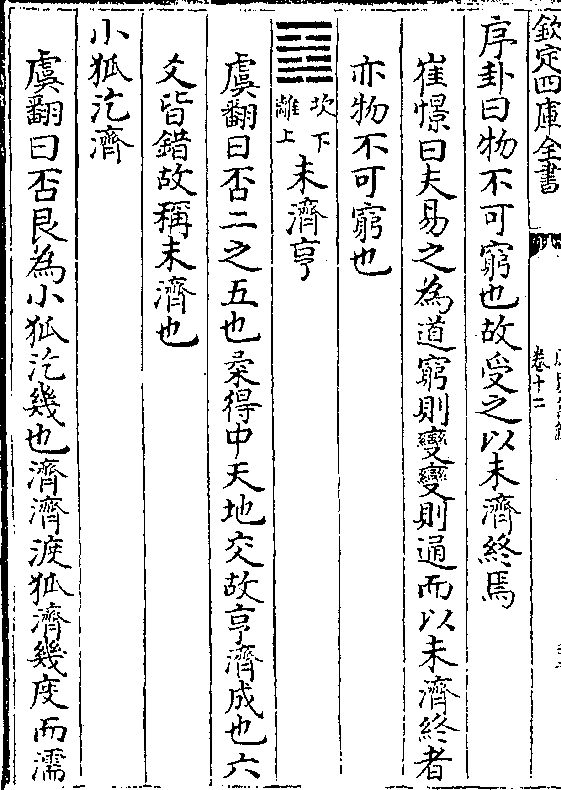 欽定四庫全書
卷十二
序卦曰物不可窮也故受之以未濟終焉
崔憬曰夫易之為道窮則變變則通而以未濟終者
亦物不可窮也
坎下
離上
未濟亨
虞翻曰否二之五也柔得中天地交故亨濟成也六
爻皆錯故稱未濟也
小狐汔濟
虞翻曰否艮為小狐汔幾也濟濟渡狐濟幾度而濡